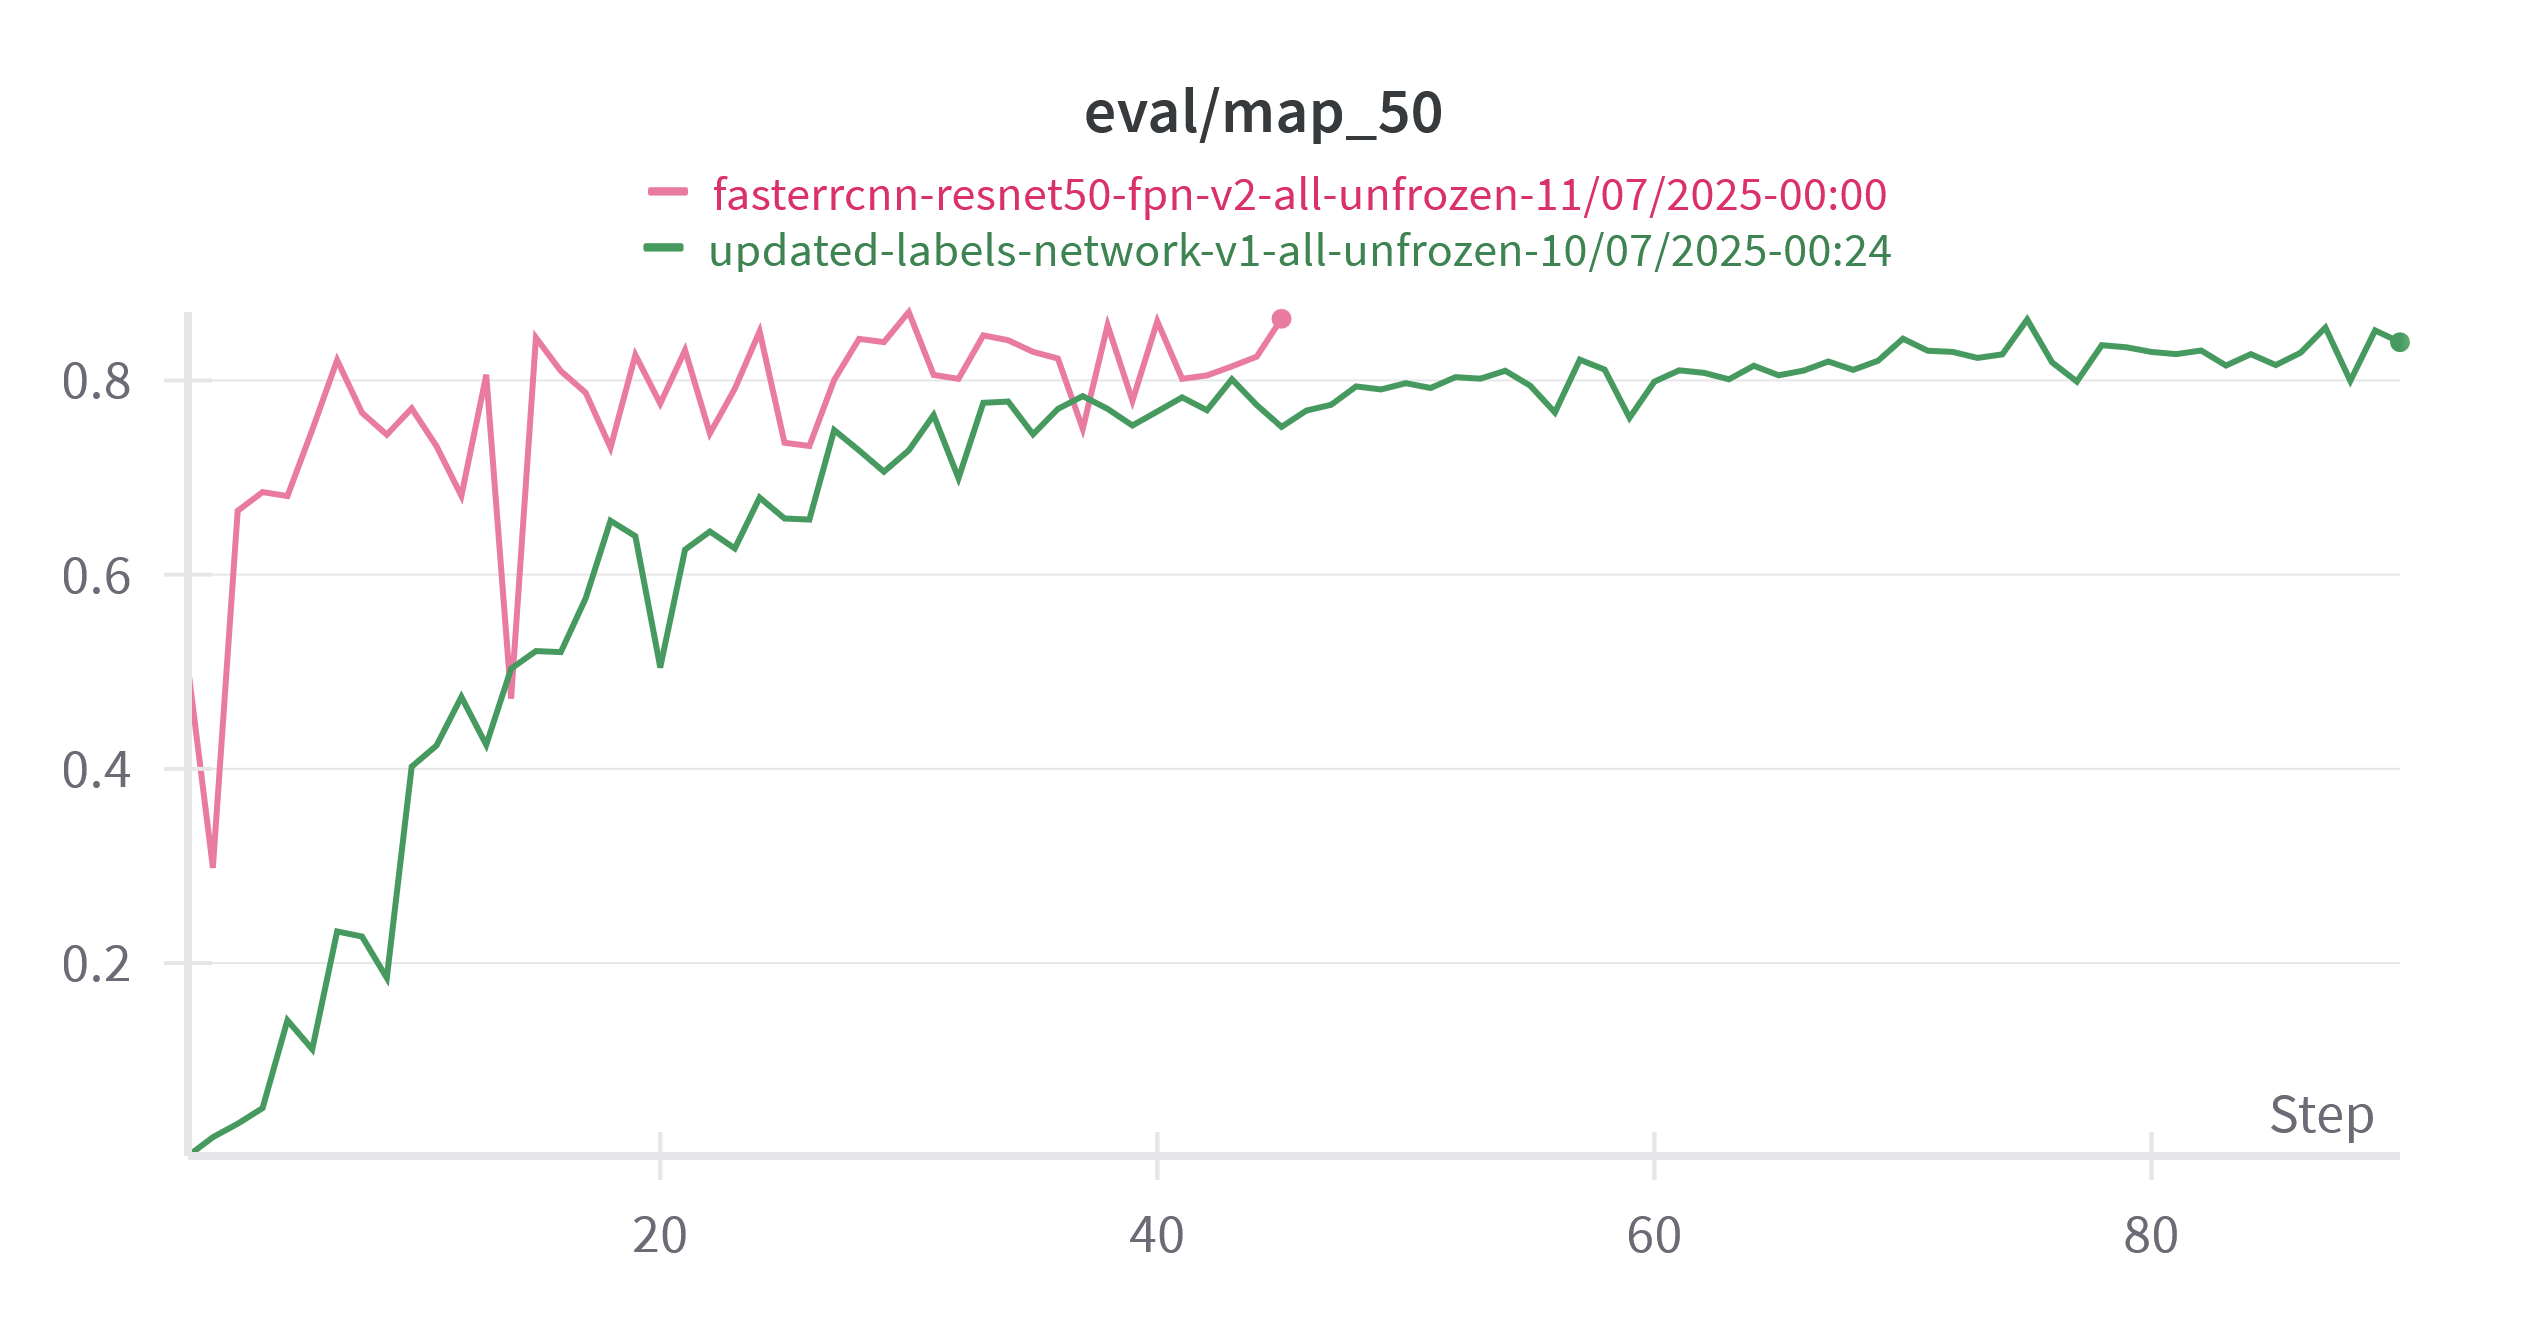 eval/map_50
fasterrcnn-resnet50-fpn-v2-all-unfrozen-11/07/2025-00:00
updated-labels-network-v1-all-unfrozen-10/07/2025-00:24
0.8
0.6
0.4
0.2
Step
20 40 60 80